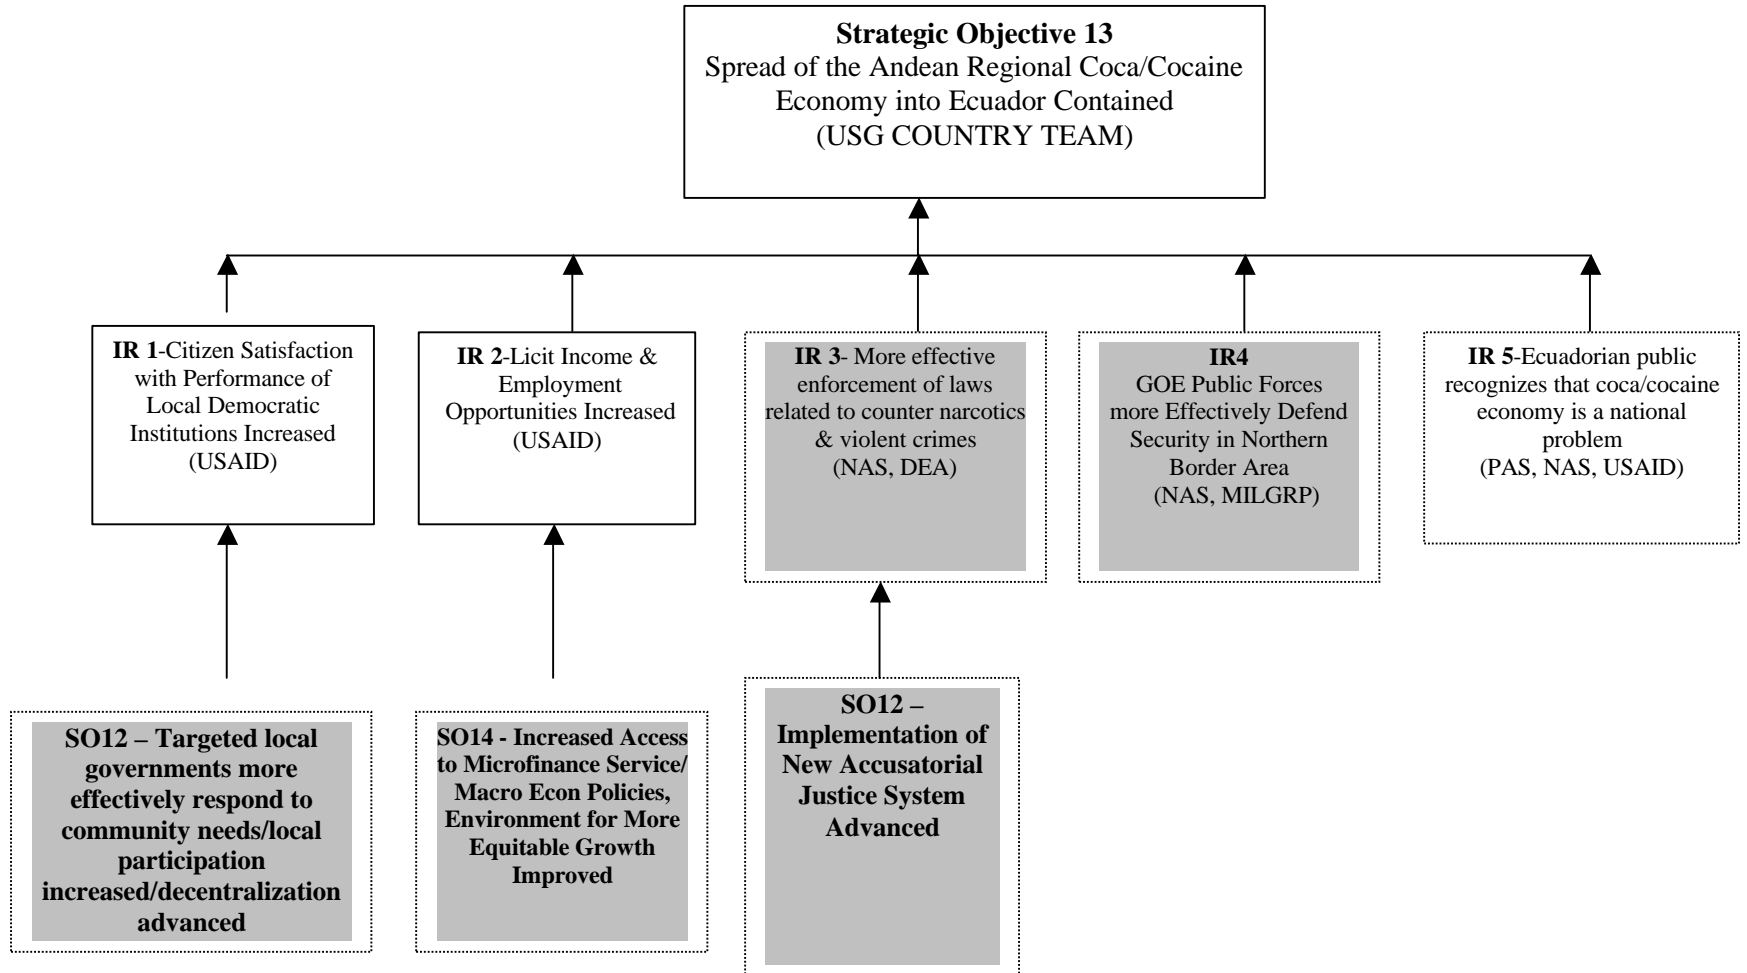 Strategic Objective 13
Spread of the Andean Regional Coca/Cocaine
Economy into Ecuador Contained
(USG COUNTRY TEAM)
IR 1-Citizen Satisfaction
with Performance of
Local Democratic
Institutions Increased
(USAID)
IR 2-Licit Income &
Employment
Opportunities Increased
(USAID)
IR 3- More effective
enforcement of laws
related to counter narcotics
& violent crimes
(NAS, DEA)
IR4
GOE Public Forces
more Effectively Defend
Security in Northern
Border Area
(NAS, MILGRP)
IR 5-Ecuadorian public
recognizes that coca/cocaine
economy is a national
problem
(PAS, NAS, USAID)
SO12 – Targeted local
governments more
effectively respond to
community needs/local
participation
increased/decentralization
advanced
SO14 - Increased Access
to Microfinance Service/
Macro Econ Policies,
Environment for More
Equitable Growth
Improved
SO12 –
Implementation of
New Accusatorial
Justice System
Advanced